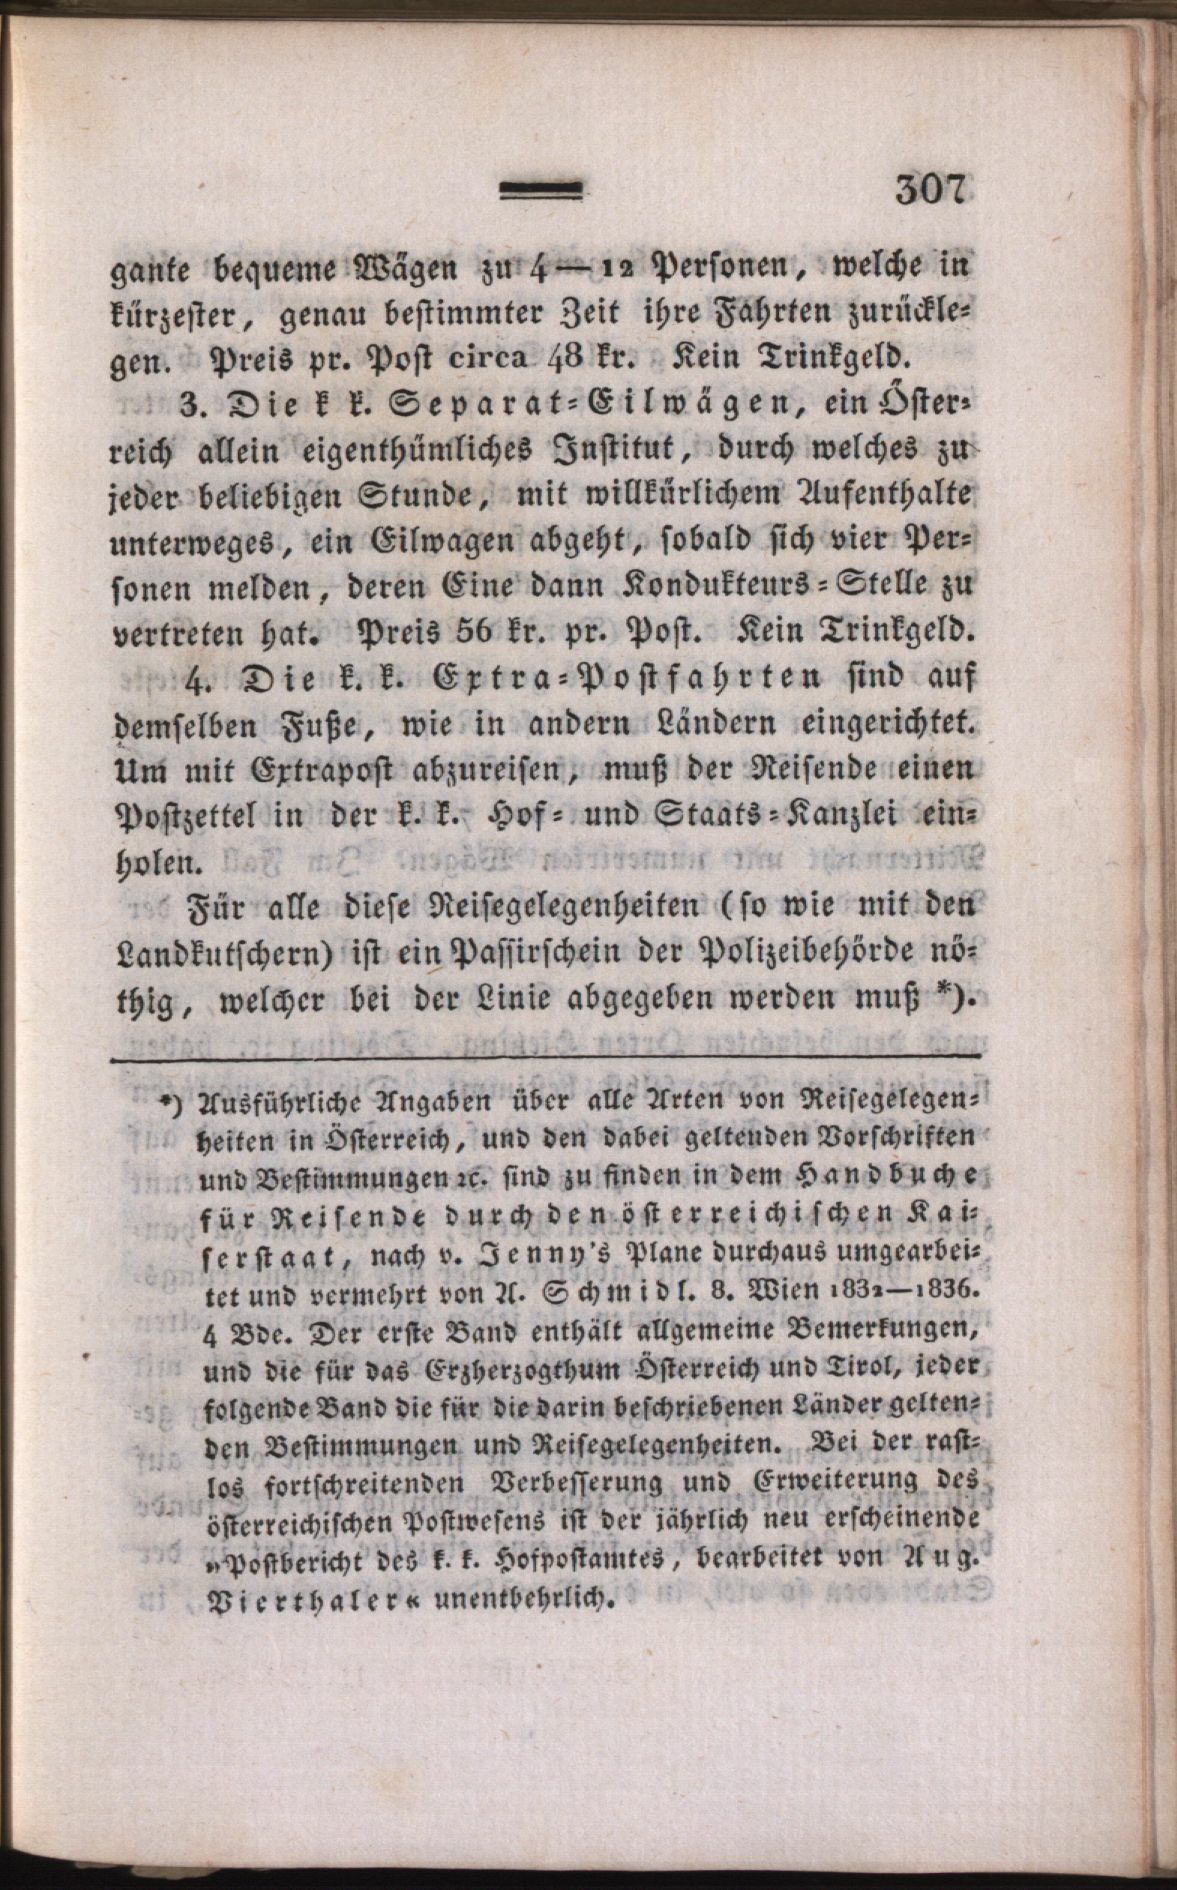 307
gante bequeme Wägen zu 4—12 Personen, welche in
kürzester, genau bestimmter Zeit ihre Fahrten zurückle-
gen. Preis pr. Post circa 48 kr. Kein Trinkgeld.
3. Die k k. Separat-Eilwägen, ein Öster-
reich allein eigenthümliches Institut, durch welches zu
jeder beliebigen Stunde, mit willkürlichem Aufenthalte
unterweges, ein Eilwagen abgeht, sobald sich vier Per-
sonen melden, deren Eine dann Kondukteurs-Stelle zu
vertreten hat. Preis 56 kr. pr. Post. Kein Trinkgeld.
4. Die k. k. Extra-Postfahrten sind auf
demselben Fuße, wie in andern Ländern eingerichtet.
Um mit Extrapost abzureisen, muß der Reisende einen
Postzettel in der k. k. Hof- und Staats-Kanzlei ein-
holen.
Für alle diese Reisegelegenheiten (so wie mit den
Landkutschern) ist ein Passirschein der Polizeibehörde nö-
thig, welcher bei der Linie abgegeben werden muß *).
*) Ausführliche Angaben über alle Arten von Reisegelegen-
heiten in Österreich, und den dabei geltenden Vorschriften
und Bestimmungen ꝛc. sind zu finden in dem Handbuche
für Reisende durch den österreichischen Kai-
serstaat, nach v. Jenny's Plane durchaus umgearbei-
tet und vermehrt von A. Schmidl. 8. Wien 1832—1836.
4 Bde. Der erste Band enthält allgemeine Bemerkungen,
und die für das Erzherzogthum Österreich und Tirol, jeder
folgende Band die für die darin beschriebenen Länder gelten-
den Bestimmungen und Reisegelegenheiten. Bei der rast-
los fortschreitenden Verbesserung und Erweiterung des
österreichischen Postwesens ist der jährlich neu erscheinende
»Postbericht des k. k. Hofpostamtes, bearbeitet von Aug.
Vierthaler« unentbehrlich.